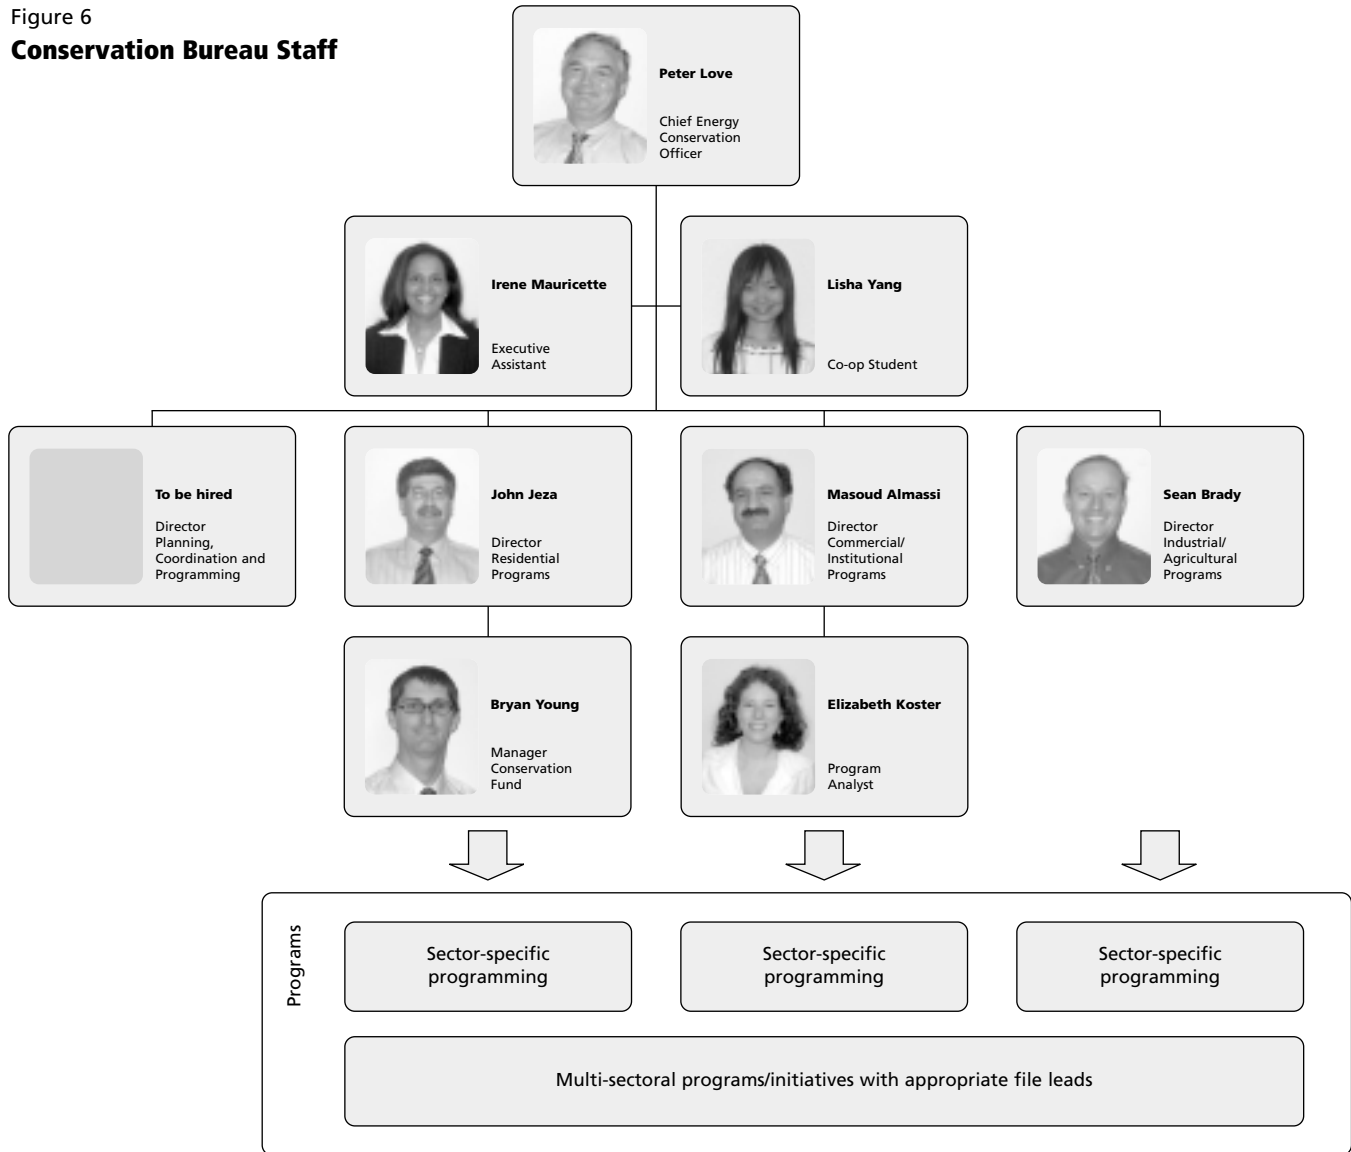 Figure 6
Conservation Bureau Staff
Peter Love
Chief Energy
Conservation
Officer
Irene Mauricette
Executive
Assistant
Lisha Yang
Co-op Student
To be hired
Director
Planning,
Coordination and
Programming
John Jeza
Director
Residential
Programs
Masoud Almassi
Director
Commercial/
Institutional
Programs
Sean Brady
Director
Industrial/
Agricultural
Programs
Bryan Young
Manager
Conservation
Fund
Elizabeth Koster
Program
Analyst
Programs
Sector-specific
programming
Sector-specific
programming
Sector-specific
programming
Multi-sectoral programs/initiatives with appropriate file leads